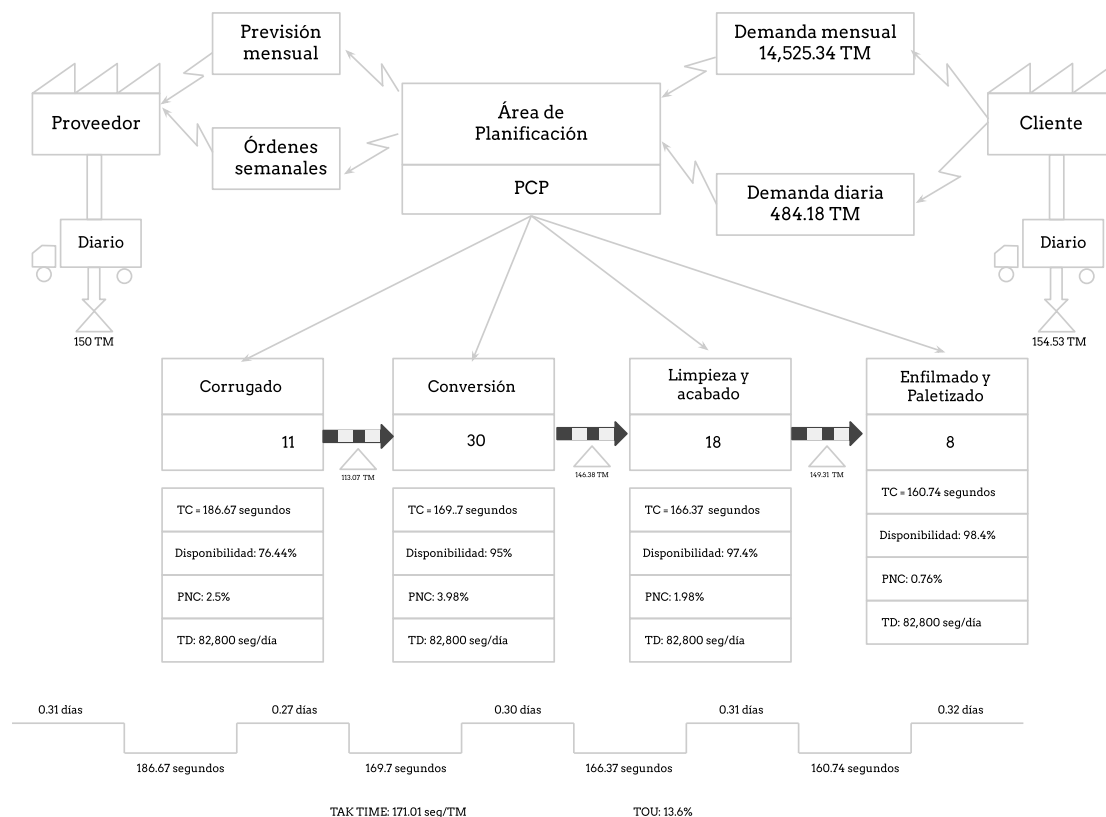 Previsión
mensual
Demanda mensual
14,525.34 TM
Proveedor
Área de
Planificación
Cliente
Órdenes
semanales
PCP
Demanda diaria
484.18 TM
Diario
Diario
150 TM
154.53 TM
Corrugado
Conversión
Limpieza y
acabado
Enfilmado y
Paletizado
11
30
18
8
113.07 TM
146.38 TM
149.31 TM
TC = 186.67 segundos
Disponibilidad: 76.44%
PNC: 2.5%
TD: 82,800 seg/día
TC = 169..7 segundos
Disponibilidad: 95%
PNC: 3.98%
TD: 82,800 seg/día
TC = 166.37  segundos
Disponibilidad: 97.4%
PNC: 1.98%
TD: 82,800 seg/día
TC = 160.74 segundos
Disponibilidad: 98.4%
PNC: 0.76%
TD: 82,800 seg/día
0.31 días
0.27 días
0.30 días
0.31 días
0.32 días
186.67 segundos
169.7 segundos
166.37 segundos
160.74 segundos
TAK TIME: 171.01 seg/TM
TOU: 13.6%